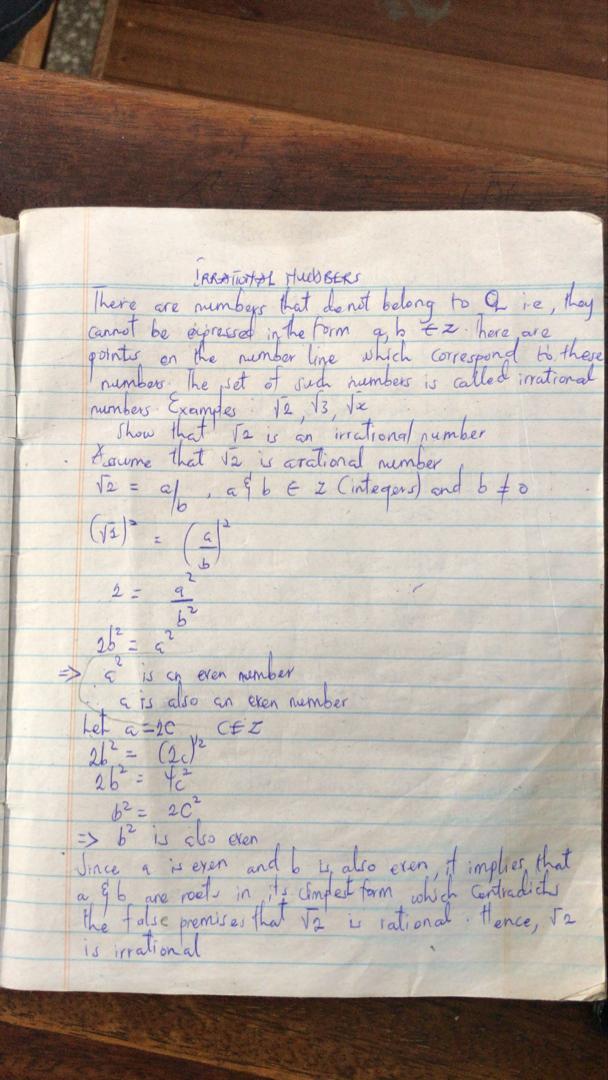 IRRATIONAL NUMBERS
There are numbers that do not belong to Q i.e, they
cannot be expressed in the form a, b ∈ Z. There are
points on the number line which correspond to these
numbers. The set of such numbers is called irrational
numbers. Examples √2, √3, √x
Show that √2 is an irrational number
Assume that √2 is a rational number
√2 = a/b, a & b ∈ Z (integers) and b ≠ 0
(√2)² = (a/b)²
2 = a²/b²
2b² = a²
⇒ a² is an even number
∴ a is also an even number
Let a = 2c C ∈ Z
2b² = (2c)²
2b² = 4c²
b² = 2c²
⇒ b² is also even
Since a is even and b is also even, it implies that
a & b are roots in its simplest form which contradicts
the false premises that √2 is rational. Hence, √2
is irrational